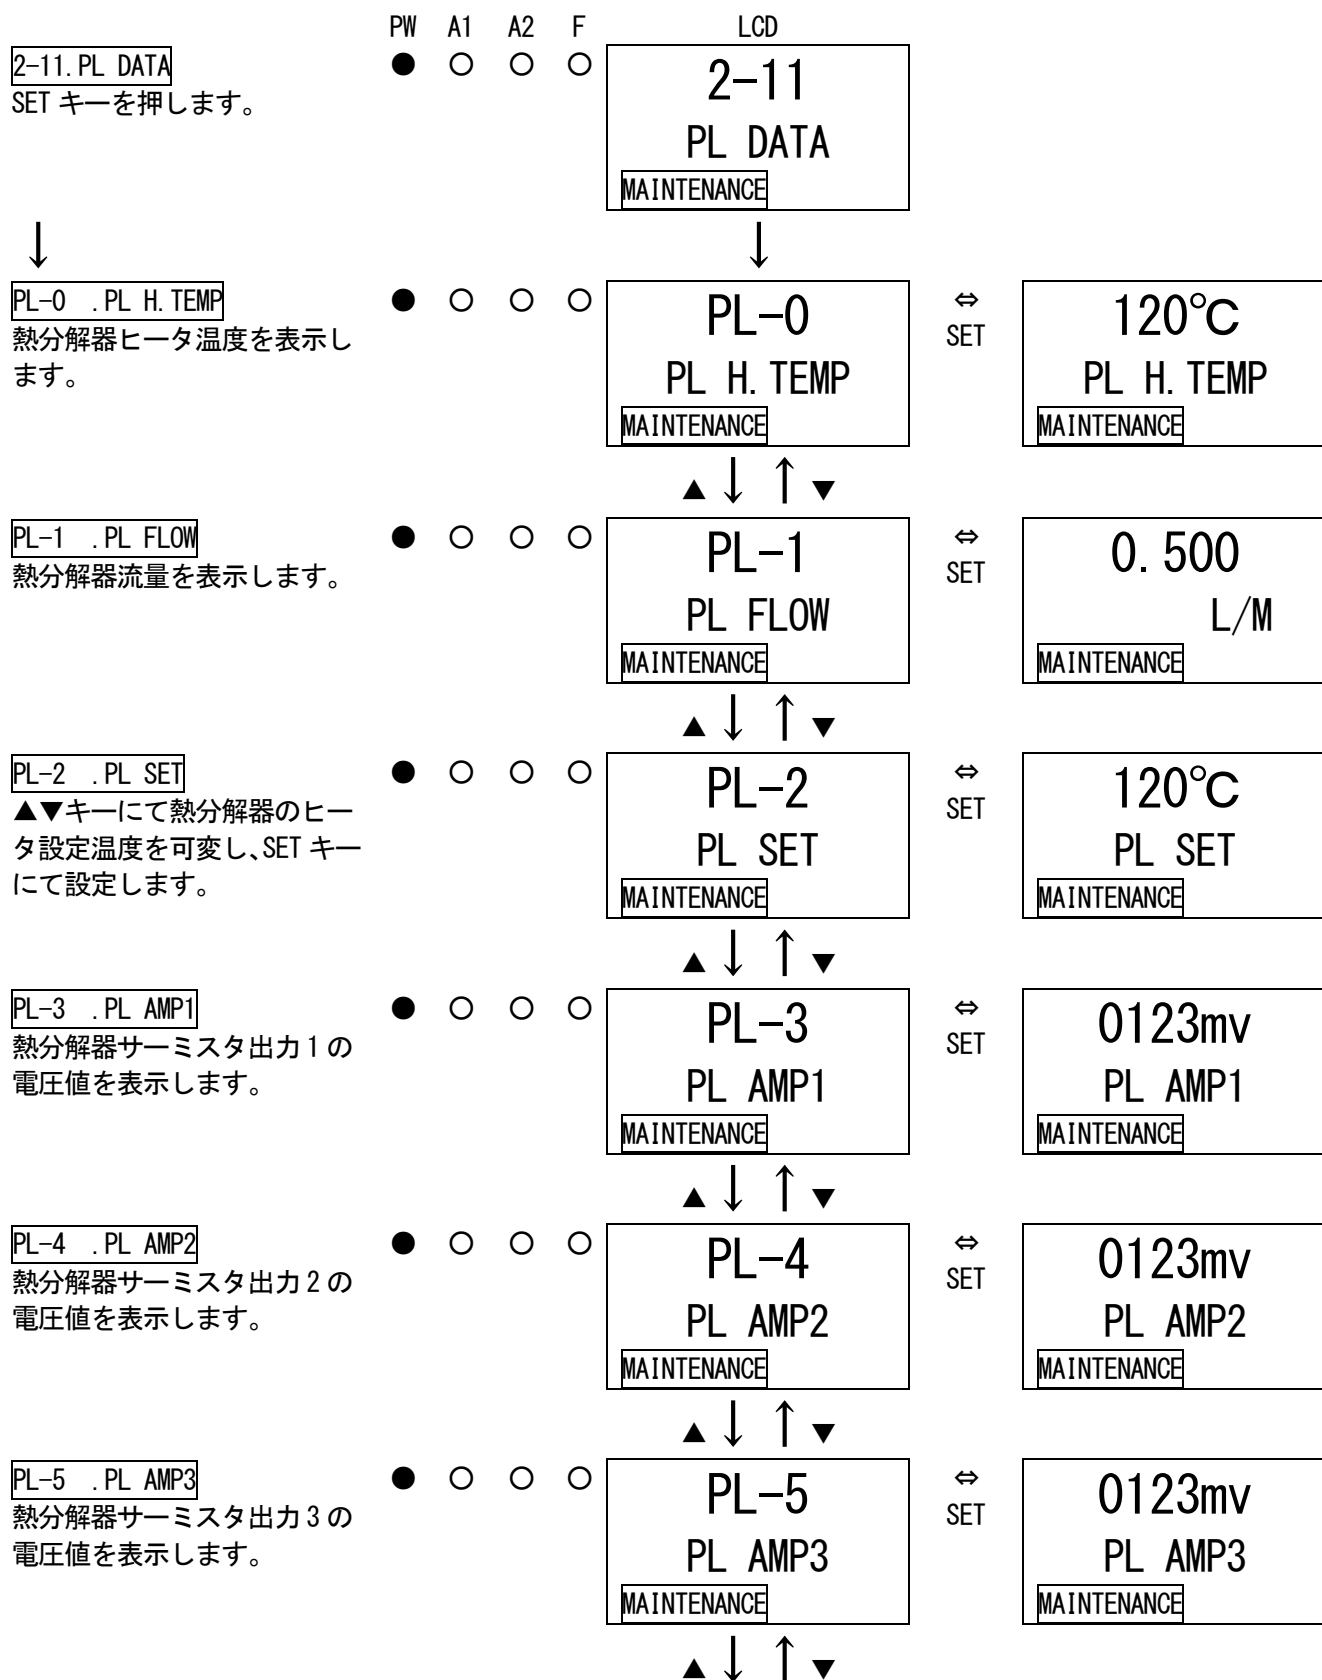 PW A1 A2 F LCD
2-11.PL DATA ● ○ ○ ○ 2-11
SET キーを押します。
PL DATA
MAINTENANCE
↓ ↓
PL-0 .PL H.TEMP ● ○ ○ ○ PL-0 ⇔ 120℃
熱分解器ヒータ温度を表示し SET
ます。 PL H.TEMP PL H.TEMP
MAINTENANCE MAINTENANCE
▲ ↓ ↑ ▼
PL-1 .PL FLOW ● ○ ○ ○ PL-1 ⇔ 0.500
熱分解器流量を表示します。 SET
PL FLOW L/M
MAINTENANCE MAINTENANCE
▲ ↓ ↑ ▼
PL-2 .PL SET ● ○ ○ ○ PL-2 ⇔ 120℃
▲▼キーにて熱分解器のヒー SET
タ設定温度を可変し、SET キー PL SET PL SET
にて設定します。 MAINTENANCE MAINTENANCE
▲ ↓ ↑ ▼
PL-3 .PL AMP1 ● ○ ○ ○ PL-3 ⇔ 0123mv
熱分解器サーミスタ出力 1 の SET
電圧値を表示します。 PL AMP1 PL AMP1
MAINTENANCE MAINTENANCE
▲ ↓ ↑ ▼
PL-4 .PL AMP2 ● ○ ○ ○ PL-4 ⇔ 0123mv
熱分解器サーミスタ出力 2 の SET
電圧値を表示します。 PL AMP2 PL AMP2
MAINTENANCE MAINTENANCE
▲ ↓ ↑ ▼
PL-5 .PL AMP3 ● ○ ○ ○ PL-5 ⇔ 0123mv
熱分解器サーミスタ出力 3 の SET
電圧値を表示します。 PL AMP3 PL AMP3
MAINTENANCE MAINTENANCE
▲ ↓ ↑ ▼